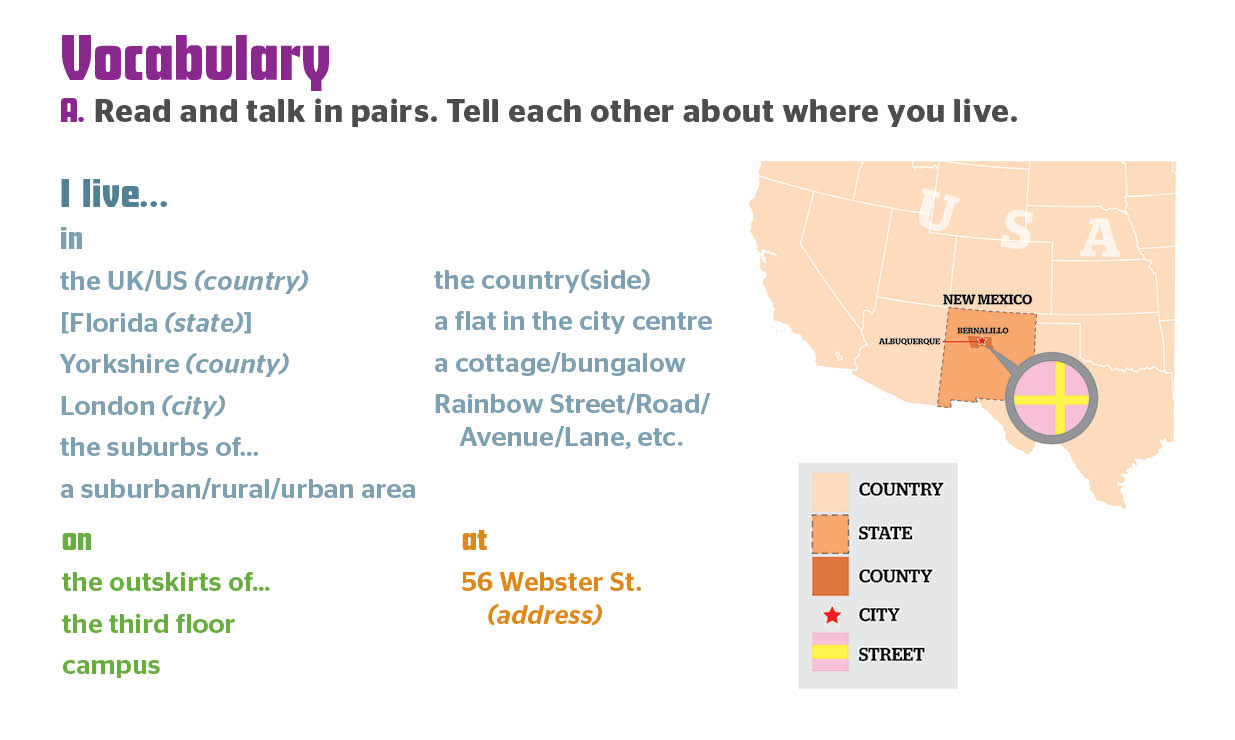 Vocabulary
A. Read and talk in pairs. Tell each other about where you live.
I live...
in
the UK/US (country)
[Florida (state)]
Yorkshire (county)
London (city)
the suburbs of...
a suburban/rural/urban area
the country(side)
a flat in the city centre
a cottage/bungalow
Rainbow Street/Road/
Avenue/Lane, etc.
on
the outskirts of...
the third floor
campus
at
56 Webster St.
(address)
USA
NEW MEXICO
BERNALILLO
ALBUQUERQUE
COUNTRY
STATE
COUNTY
CITY
STREET